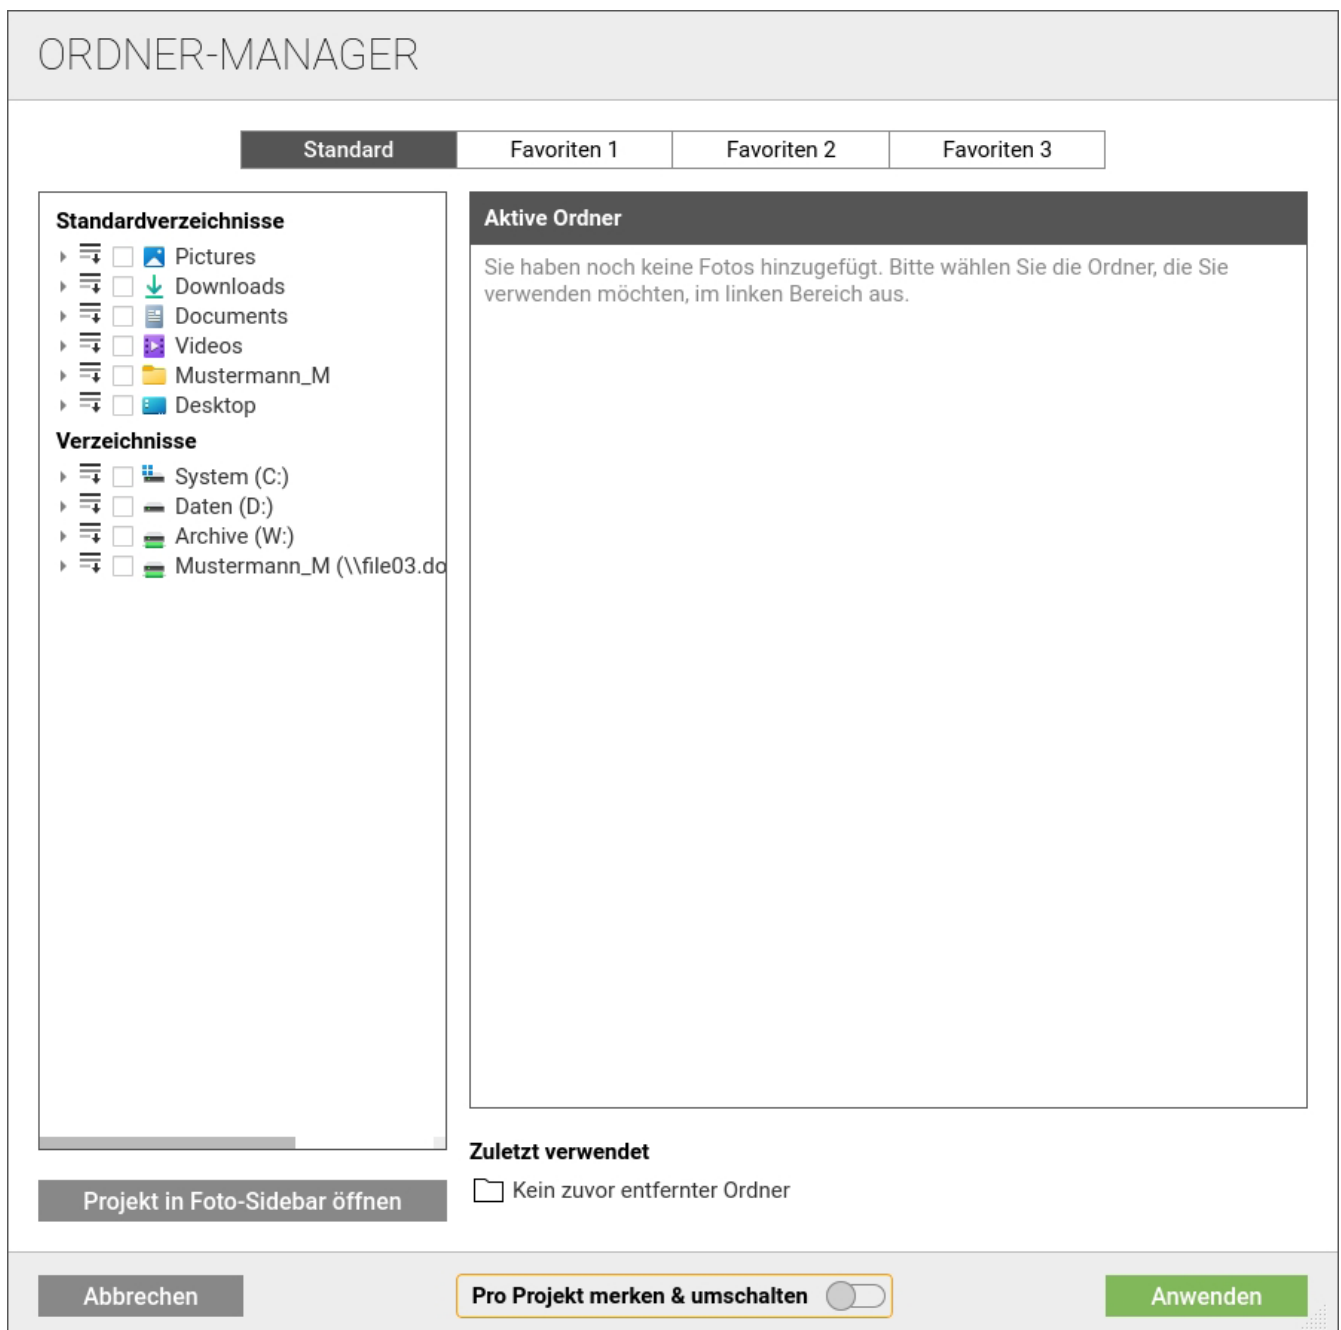 ORDNER-MANAGER
Standard
Favoriten 1
Favoriten 2
Favoriten 3
Standardverzeichnisse
Pictures
Downloads
Documents
Videos
Mustermann_M
Desktop
Verzeichnisse
System (C:)
Daten (D:)
Archive (W:)
Mustermann_M (\\file03.do
Aktive Ordner
Sie haben noch keine Fotos hinzugefügt. Bitte wählen Sie die Ordner, die Sie
verwenden möchten, im linken Bereich aus.
Zuletzt verwendet
Kein zuvor entfernter Ordner
Projekt in Foto-Sidebar öffnen
Abbrechen
Pro Projekt merken & umschalten
Anwenden